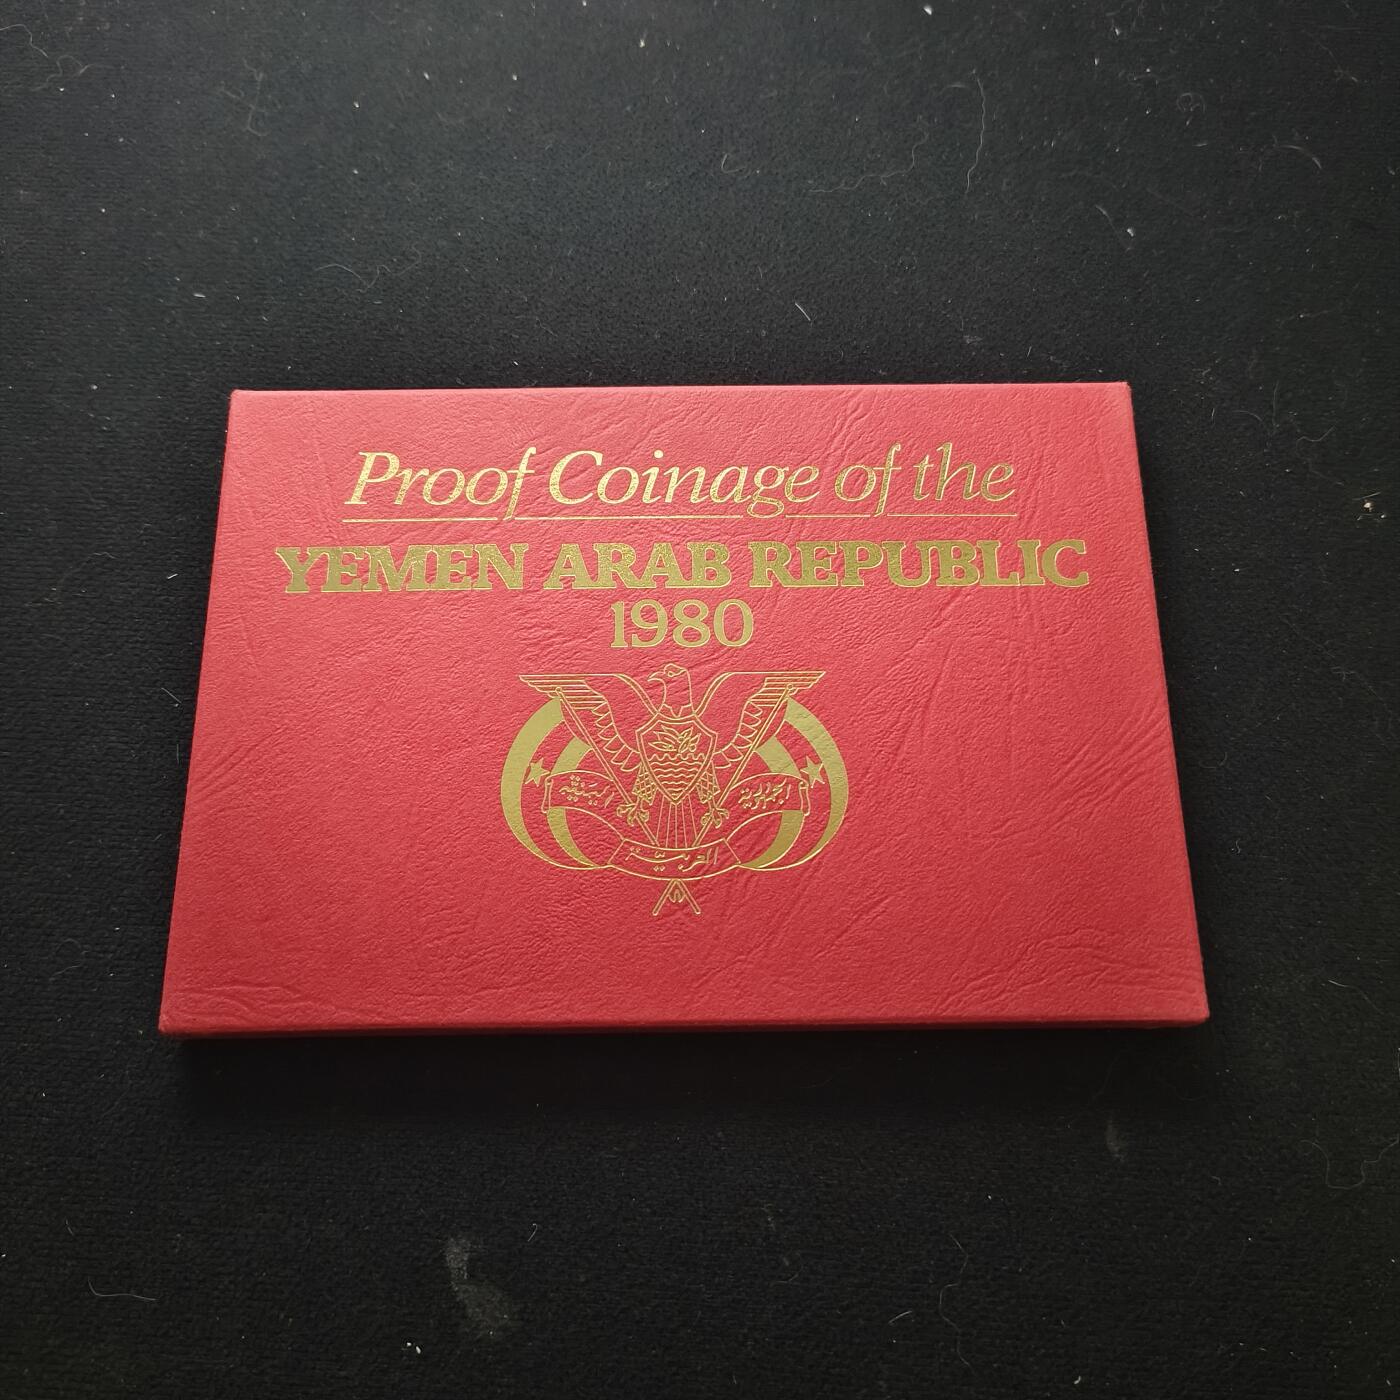 Proof Coinage of the
YEMEN ARAB REPUBLIC
1980
الجمهورية
العربية
اليمنية